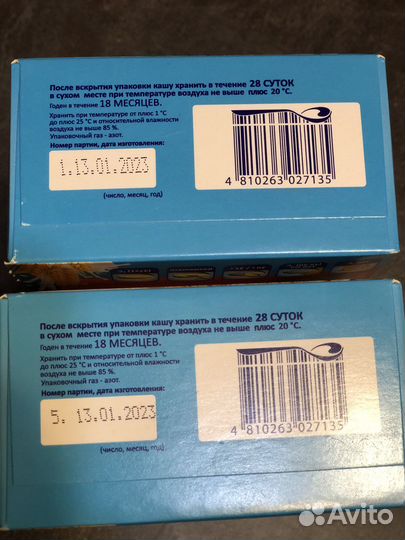 После вскрытия упаковки кашу хранить в течение 28 СУТОК
в сухом месте при температуре воздуха не выше плюс 20 °С.
Годен в течение 18 МЕСЯЦЕВ.
Хранить при температуре от плюс 1 °С
до плюс 25 °С и относительной влажности
воздуха не выше 85 %.
Упаковочный газ - азот.
Номер партии, дата изготовления:
1.13.01.2023
(число, месяц, год)
4 810263 027135
После вскрытия упаковки кашу хранить в течение 28 СУТОК
в сухом месте при температуре воздуха не выше плюс 20 °С.
Годен в течение 18 МЕСЯЦЕВ.
Хранить при температуре от плюс 1 °С
до плюс 25 °С и относительной влажности
воздуха не выше 85 %.
Упаковочный газ - азот.
Номер партии, дата изготовления:
5. 13.01.2023
(число, месяц, год)
4 810263 027135
Avito